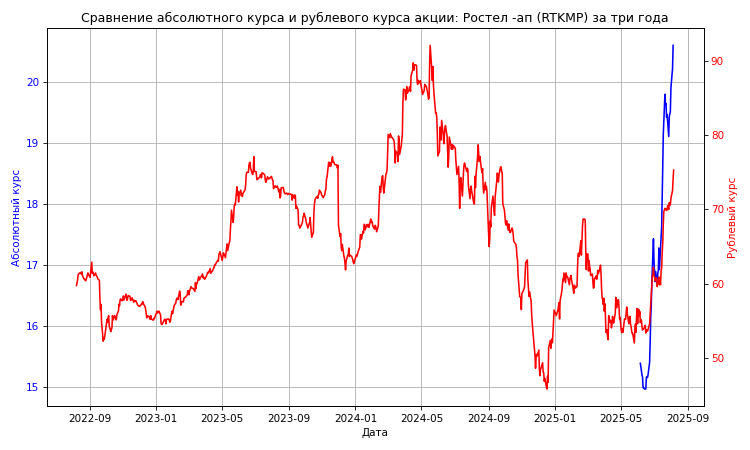 Сравнение абсолютного курса и рублевого курса акции: Ростел -ап (RTKMP) за три года
Абсолютный курс
20
19
18
17
16
15
90
80
70
60
50
Рублевый курс
2022-09 2023-01 2023-05 2023-09 2024-01 2024-05 2024-09 2025-01 2025-05 2025-09
Дата